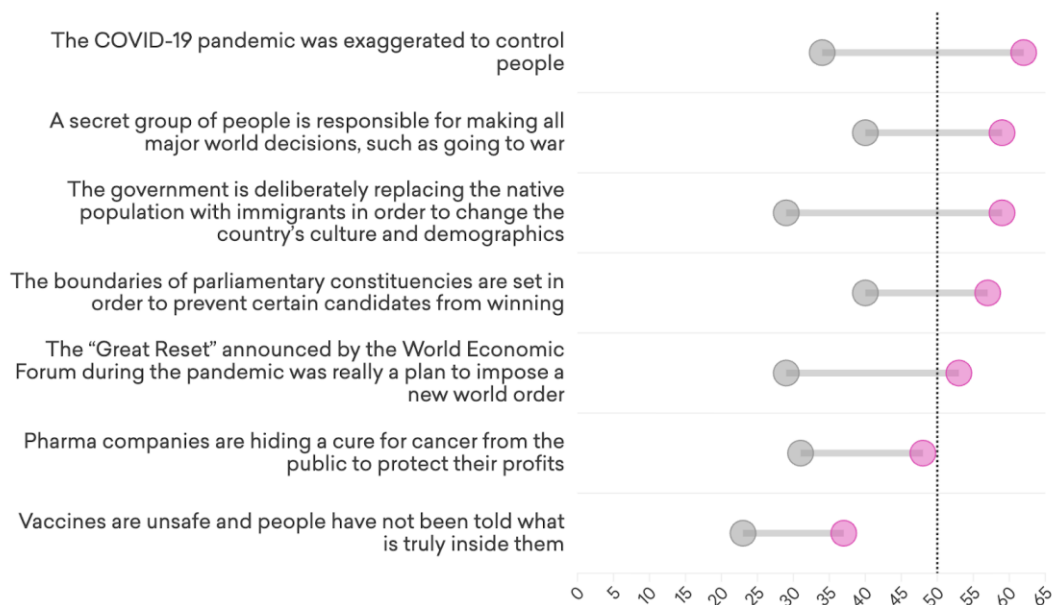 The COVID-19 pandemic was exaggerated to control
people
A secret group of people is responsible for making all
major world decisions, such as going to war
The government is deliberately replacing the native
population with immigrants in order to change the
country’s culture and demographics
The boundaries of parliamentary constituencies are set in
order to prevent certain candidates from winning
The “Great Reset” announced by the World Economic
Forum during the pandemic was really a plan to impose a
new world order
Pharma companies are hiding a cure for cancer from the
public to protect their profits
Vaccines are unsafe and people have not been told what
is truly inside them
0 5 10 15 20 25 30 35 40 45 50 55 60 65